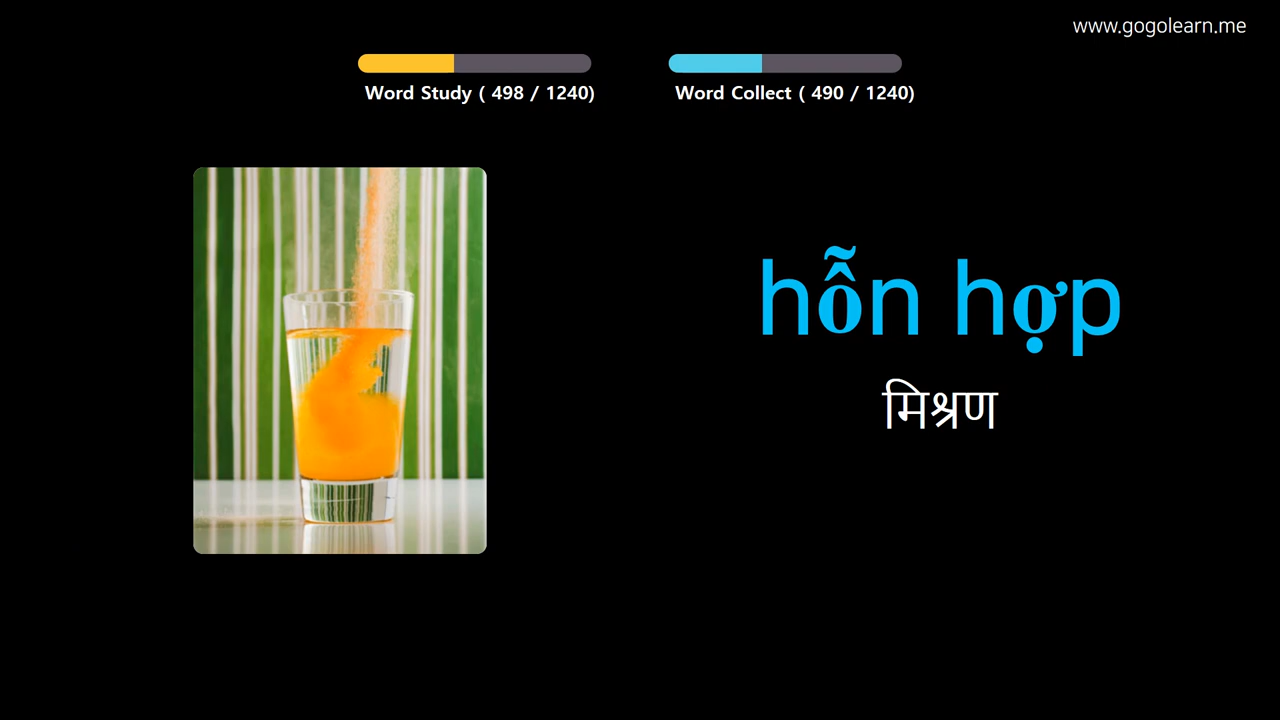 www.gogolearn.me
Word Study ( 498 / 1240)
Word Collect ( 490 / 1240)
hỗn hợp
मिश्रण